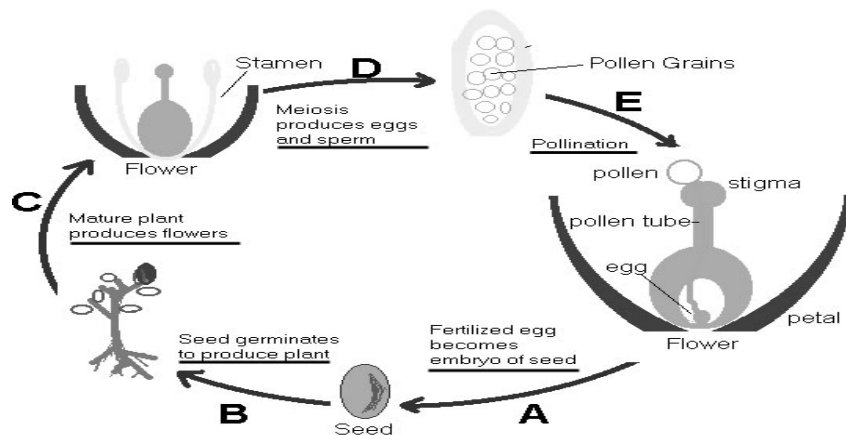 Stamen
D
Pollen Grains
Meiosis
produces eggs
and sperm
E
Pollination
Flower
pollen
stigma
C
Mature plant
produces flowers
pollen tube
egg
petal
Flower
Seed germinates
to produce plant
Fertilized egg
becomes
embryo of seed
B
Seed
A